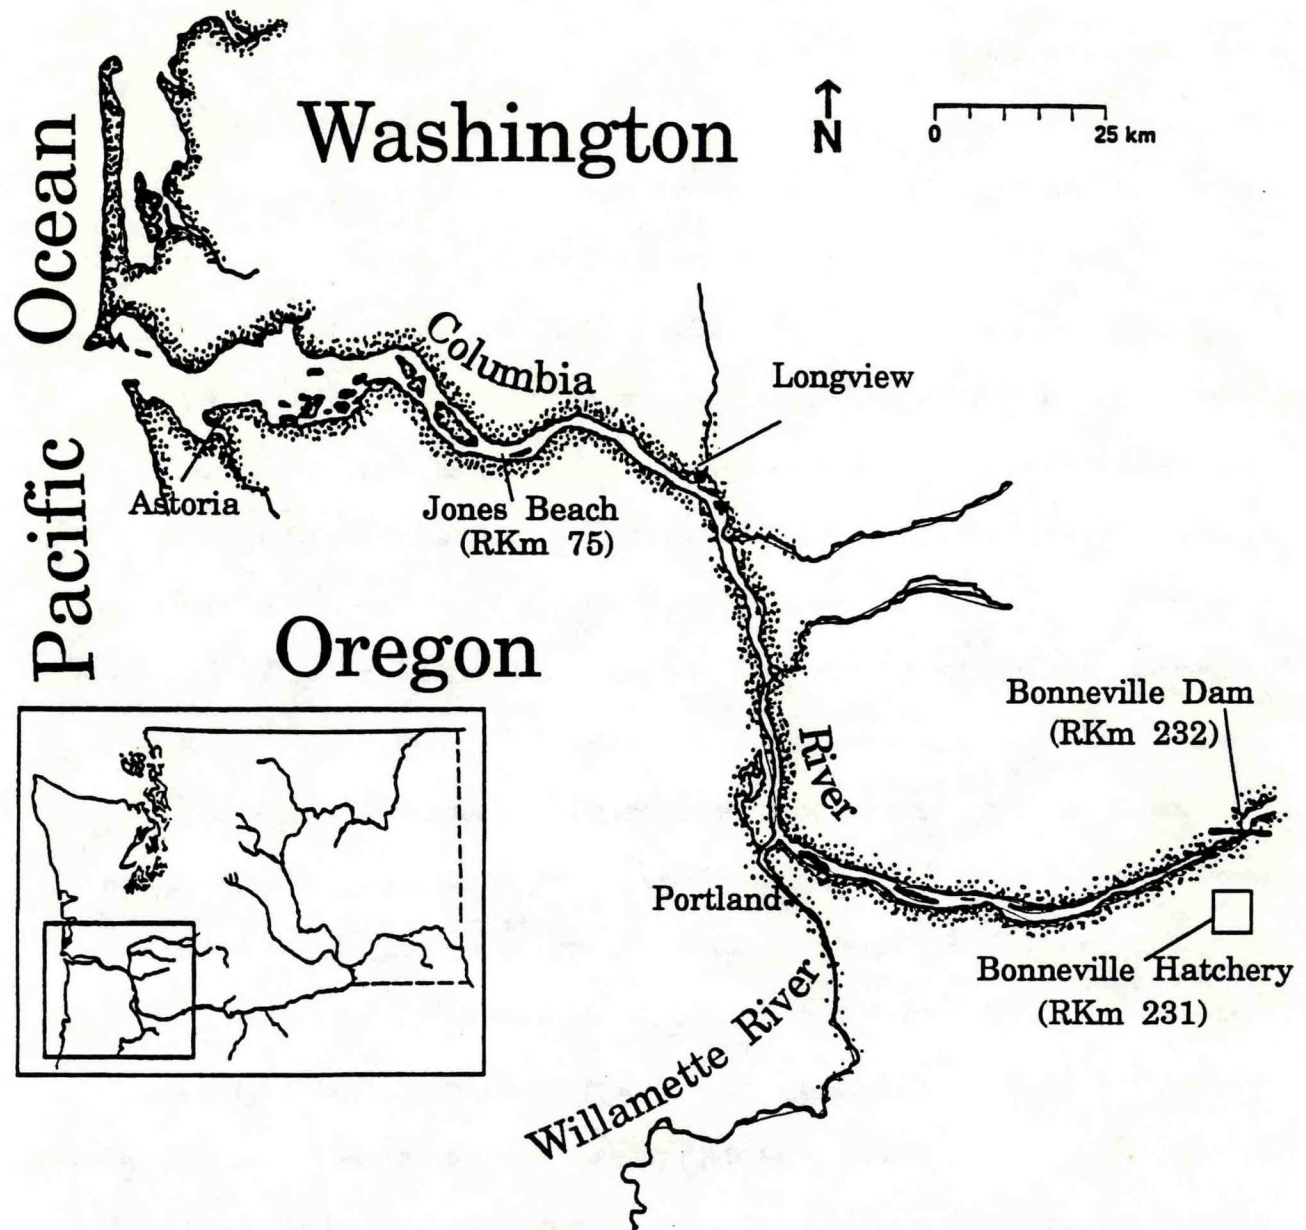 Washington
N
0
25 km
Pacific Ocean
Columbia
Longview
Astoria
Jones Beach
(RKm 75)
Oregon
Bonneville Dam
(RKm 232)
River
Portland
Bonneville Hatchery
(RKm 231)
Willamette River